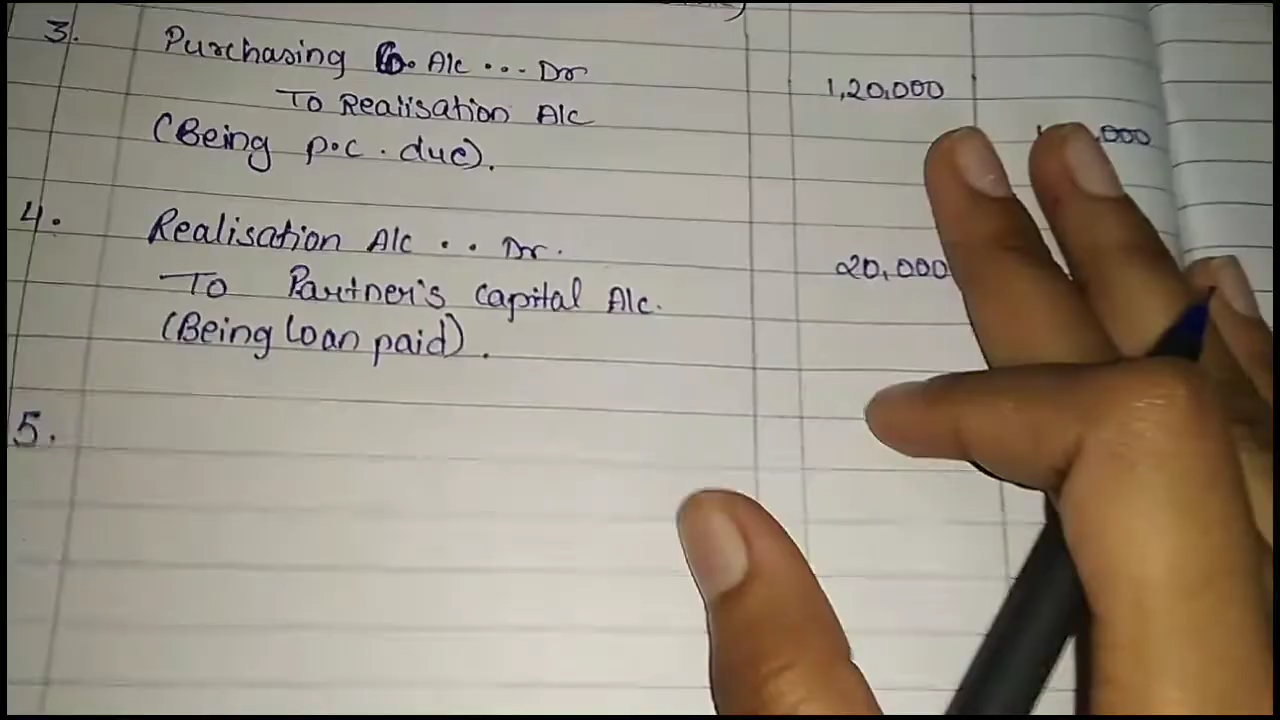 3.
Purchasing Co. A/c ... Dr
1,20,000
To Realisation A/c
,000
(Being p.c. due).
4.
Realisation A/c .. Dr.
20,000
To Partner's capital A/c.
(Being loan paid).
5.